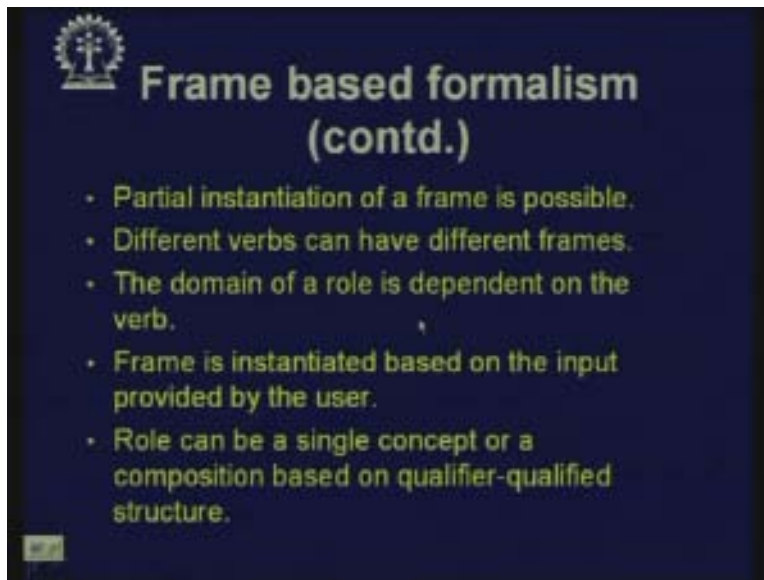 Frame based formalism
(contd.)
• Partial instantiation of a frame is possible.
• Different verbs can have different frames.
• The domain of a role is dependent on the
verb.
• Frame is instantiated based on the input
provided by the user.
• Role can be a single concept or a
composition based on qualifier-qualified
structure.